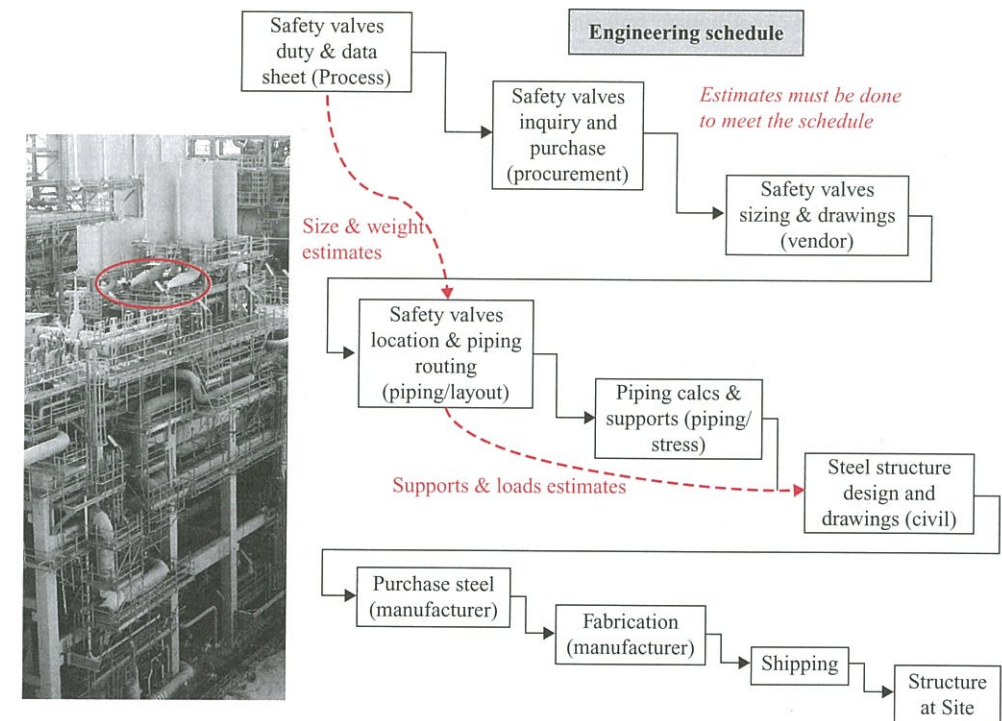 Safety valves
duty & data
sheet (Process)
Engineering schedule
Safety valves
inquiry and
purchase
(procurement)
Estimates must be done
to meet the schedule
Safety valves
sizing & drawings
(vendor)
Size & weight
estimates
Safety valves
location & piping
routing
(piping/layout)
Piping calcs &
supports (piping/
stress)
Supports & loads estimates
Steel structure
design and
drawings (civil)
Purchase steel
(manufacturer)
Fabrication
(manufacturer)
Shipping
Structure
at Site